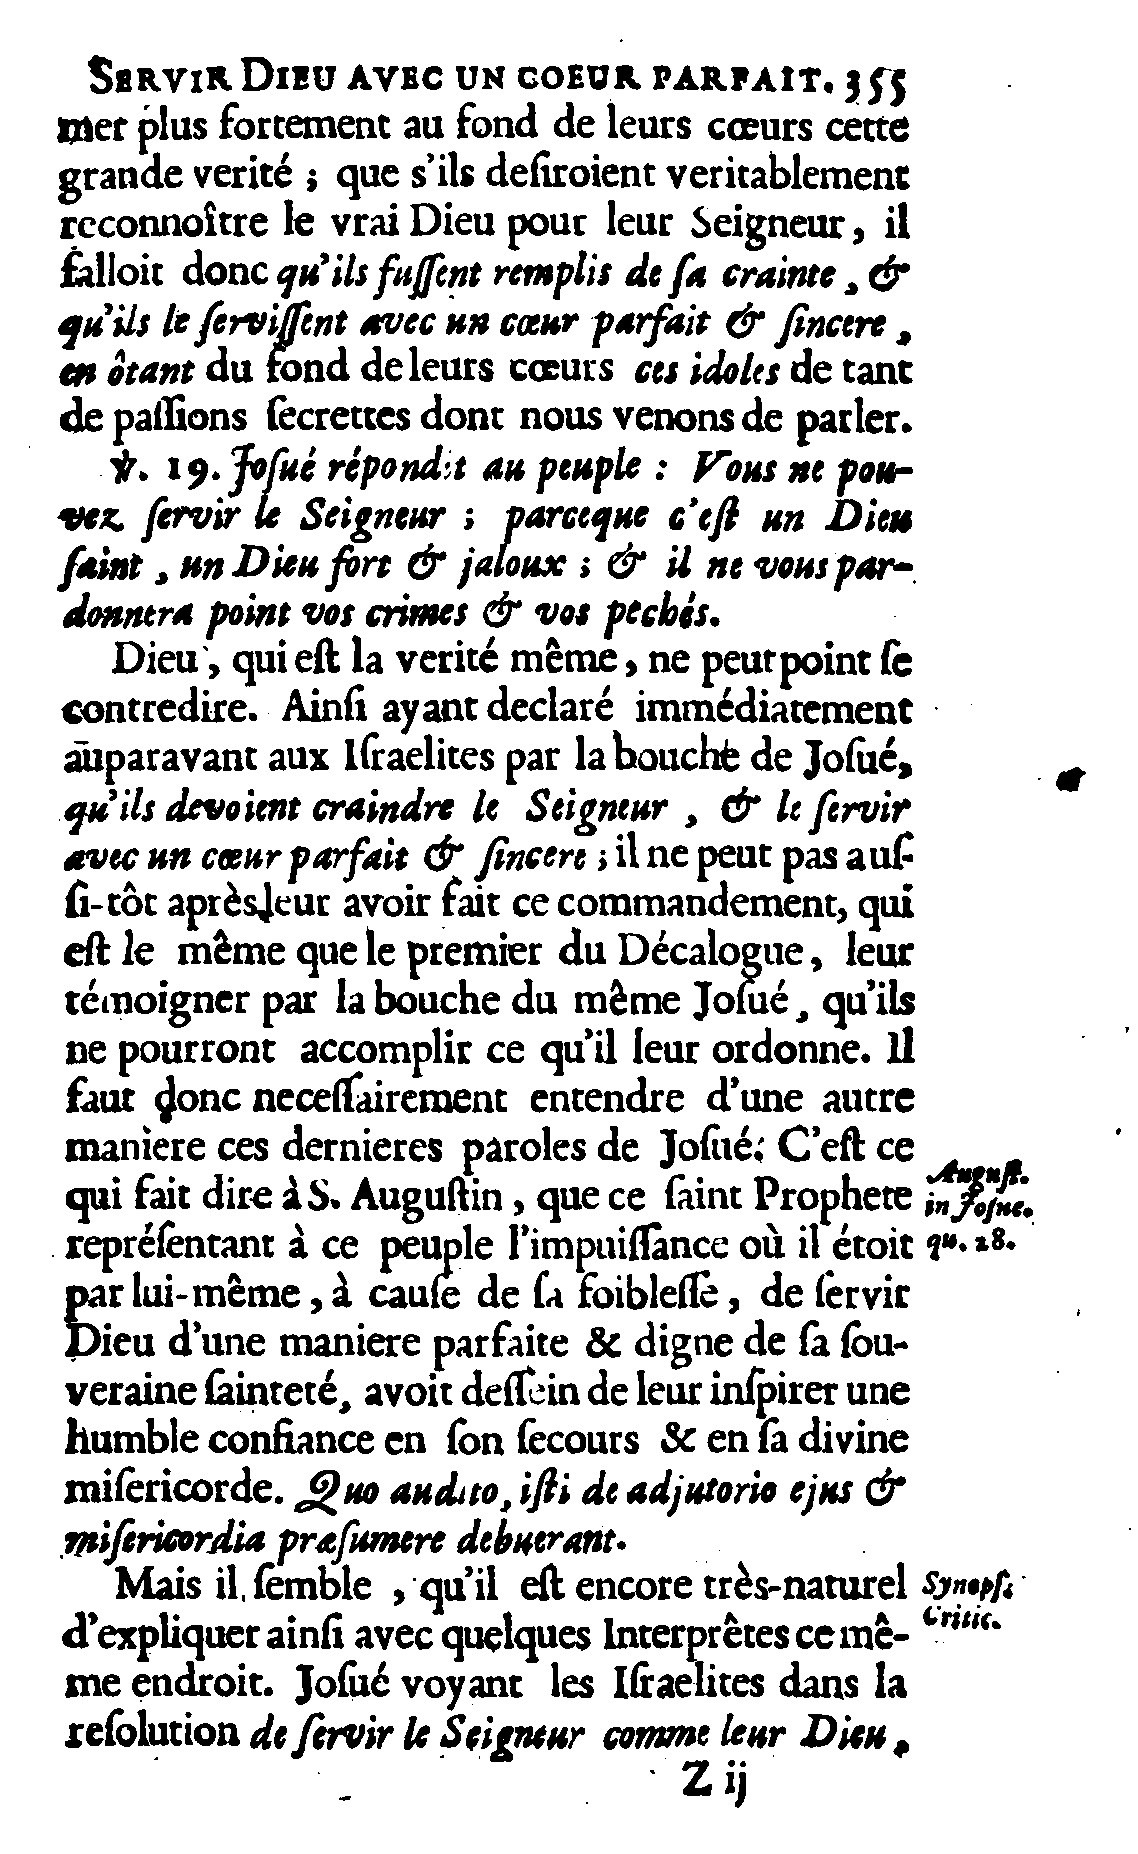 SERVIR DIEU AVEC UN COEUR PARFAIT. 355
mer plus fortement au fond de leurs cœurs cette
grande verité ; que s'ils deſiroient veritablement
reconnoître le vrai Dieu pour leur Seigneur, il
falloit donc qu'ils fuſſent remplis de ſa crainte, &
qu'ils le ſerviſſent avec un cœur parfait & ſincere,
en ôtant du fond de leurs cœurs ces idoles de tant
de paſſions ſecrettes dont nous venons de parler.
℣. 19. Joſué répondit au peuple : Vous ne pou-
vez ſervir le Seigneur ; parceque c'eſt un Dieu
ſaint, un Dieu fort & jaloux ; & il ne vous par-
donnera point vos crimes & vos pechés.
Dieu, qui eſt la verité même, ne peut point ſe
contredire. Ainſi ayant declaré immédiatement
auparavant aux Iſraelites par la bouche de Joſué,
qu'ils devoient craindre le Seigneur, & le ſervir
avec un cœur parfait & ſincere ; il ne peut pas auſ-
ſi-tôt après leur avoir fait ce commandement, qui
eſt le même que le premier du Décalogue, leur
témoigner par la bouche du même Joſué, qu'ils
ne pourront accomplir ce qu'il leur ordonne. Il
faut donc neceſſairement entendre d'une autre
maniere ces dernieres paroles de Joſué: C'eſt ce
qui fait dire à S. Auguſtin, que ce ſaint Prophete
repréſentant à ce peuple l'impuiſſance où il étoit
par lui-même, à cauſe de ſa foibleſſe, de ſervir
Dieu d'une maniere parfaite & digne de ſa ſou-
veraine ſainteté, avoit deſſein de leur inſpirer une
humble confiance en ſon ſecours & en ſa divine
miſericorde. Quo audito, iſti de adjutorio ejus &
miſericordia præſumere debuerant.
Auguſt.
in Joſue.
qu. 28.
Mais il ſemble, qu'il eſt encore très-naturel
d'expliquer ainſi avec quelques Interprêtes ce mê-
me endroit. Joſué voyant les Iſraelites dans la
reſolution de ſervir le Seigneur comme leur Dieu,
Synopſ.
Critic.
Z ij